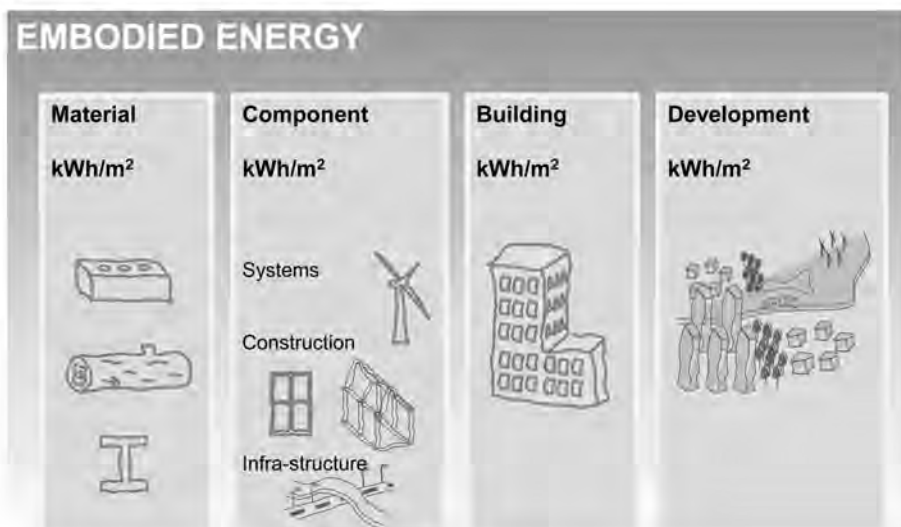 EMBODIED ENERGY
Material
kWh/m²
Component
kWh/m²
Systems
Construction
Infra-structure
Building
kWh/m²
Development
kWh/m²